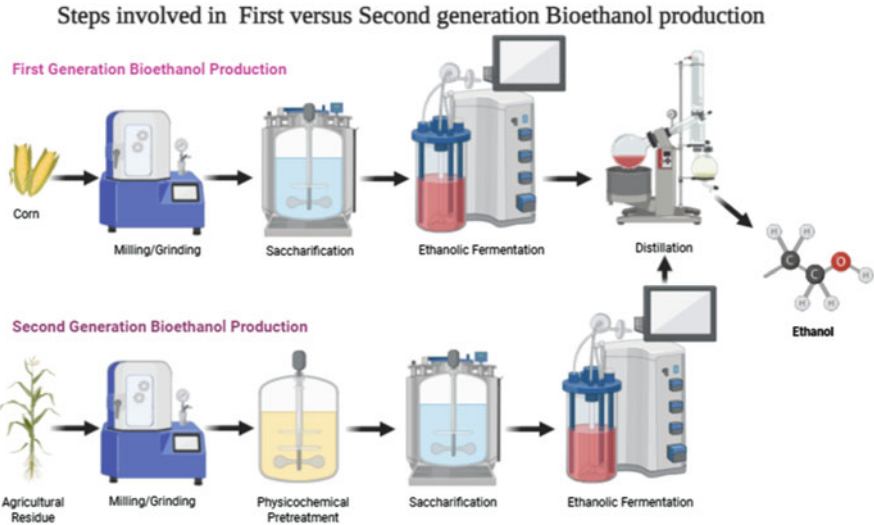 Steps involved in First versus Second generation Bioethanol production
First Generation Bioethanol Production
Corn
Milling/Grinding
Saccharification
Ethanolic Fermentation
Distillation
H
H
C
C
O
H
H
H
Ethanol
Second Generation Bioethanol Production
Agricultural
Residue
Milling/Grinding
Physicochemical
Pretreatment
Saccharification
Ethanolic Fermentation